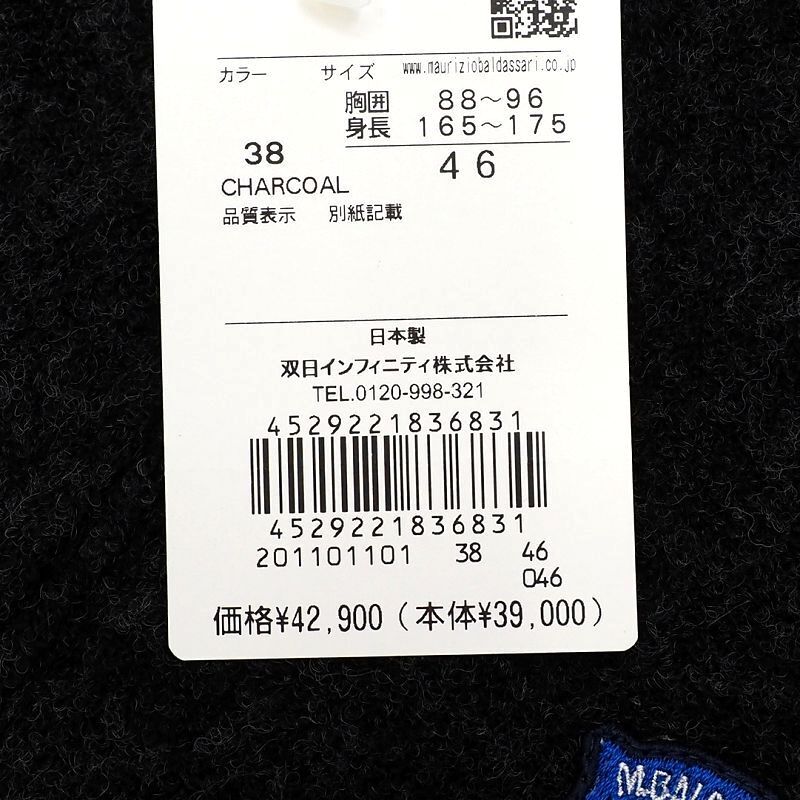 カラー サイズ www.mauriziobaldassari.co.jp
胸囲 88～96
身長 165～175
38 46
CHARCOAL
品質表示 別紙記載
日本製
双日インフィニティ株式会社
TEL.0120-998-321
4529221836831
4529221836831
201101101 38 46
046
価格¥42,900（本体¥39,000）